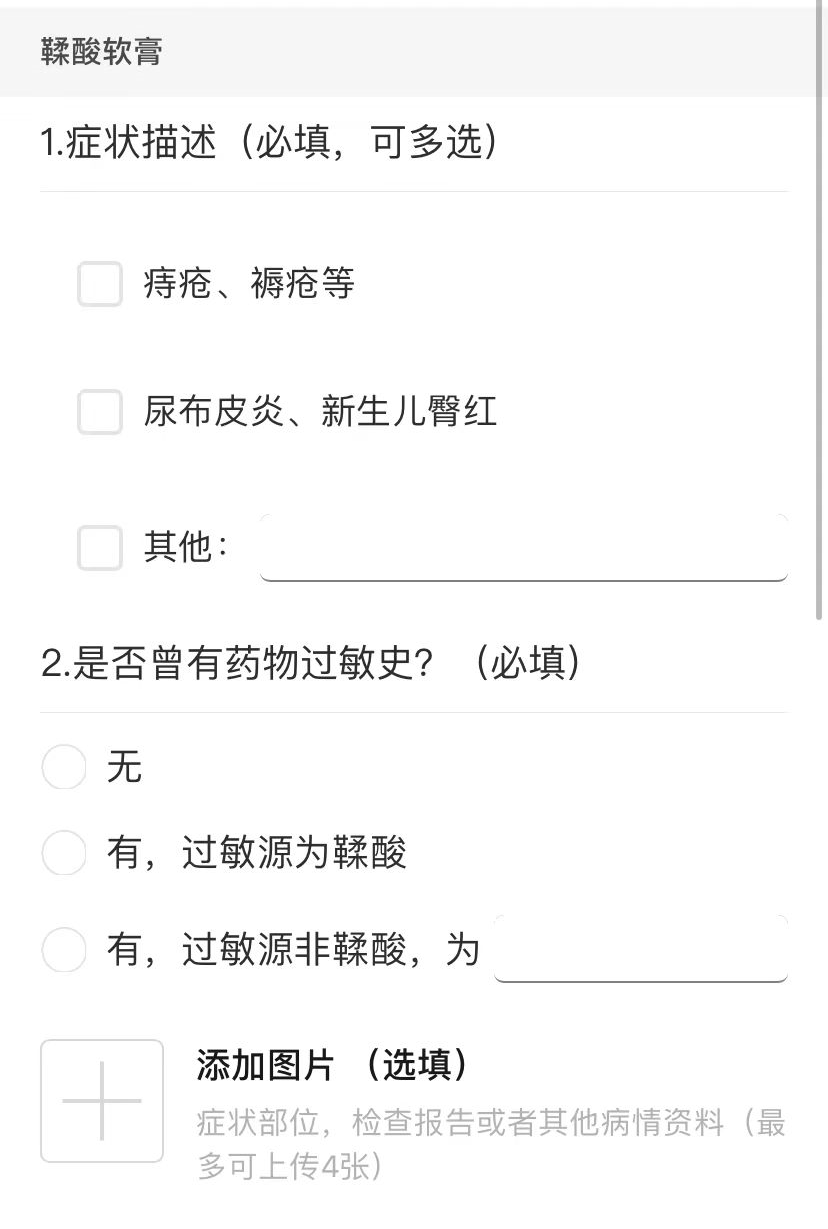 鞣酸软膏
1.症状描述（必填，可多选）
痔疮、褥疮等
尿布皮炎、新生儿臀红
其他：
2.是否曾有药物过敏史？（必填）
无
有，过敏源为鞣酸
有，过敏源非鞣酸，为
添加图片 （选填）
症状部位，检查报告或者其他病情资料（最
多可上传4张）